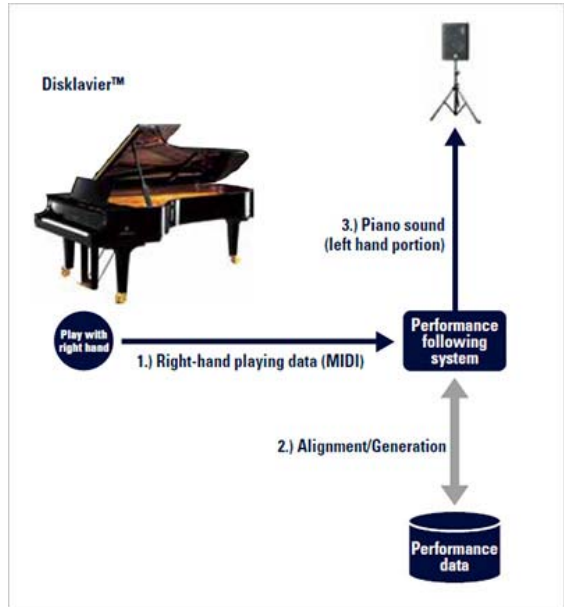 Disklavier™
3.) Piano sound
(left hand portion)
Play with
right hand
1.) Right-hand playing data (MIDI)
Performance
following
system
2.) Alignment/Generation
Performance
data